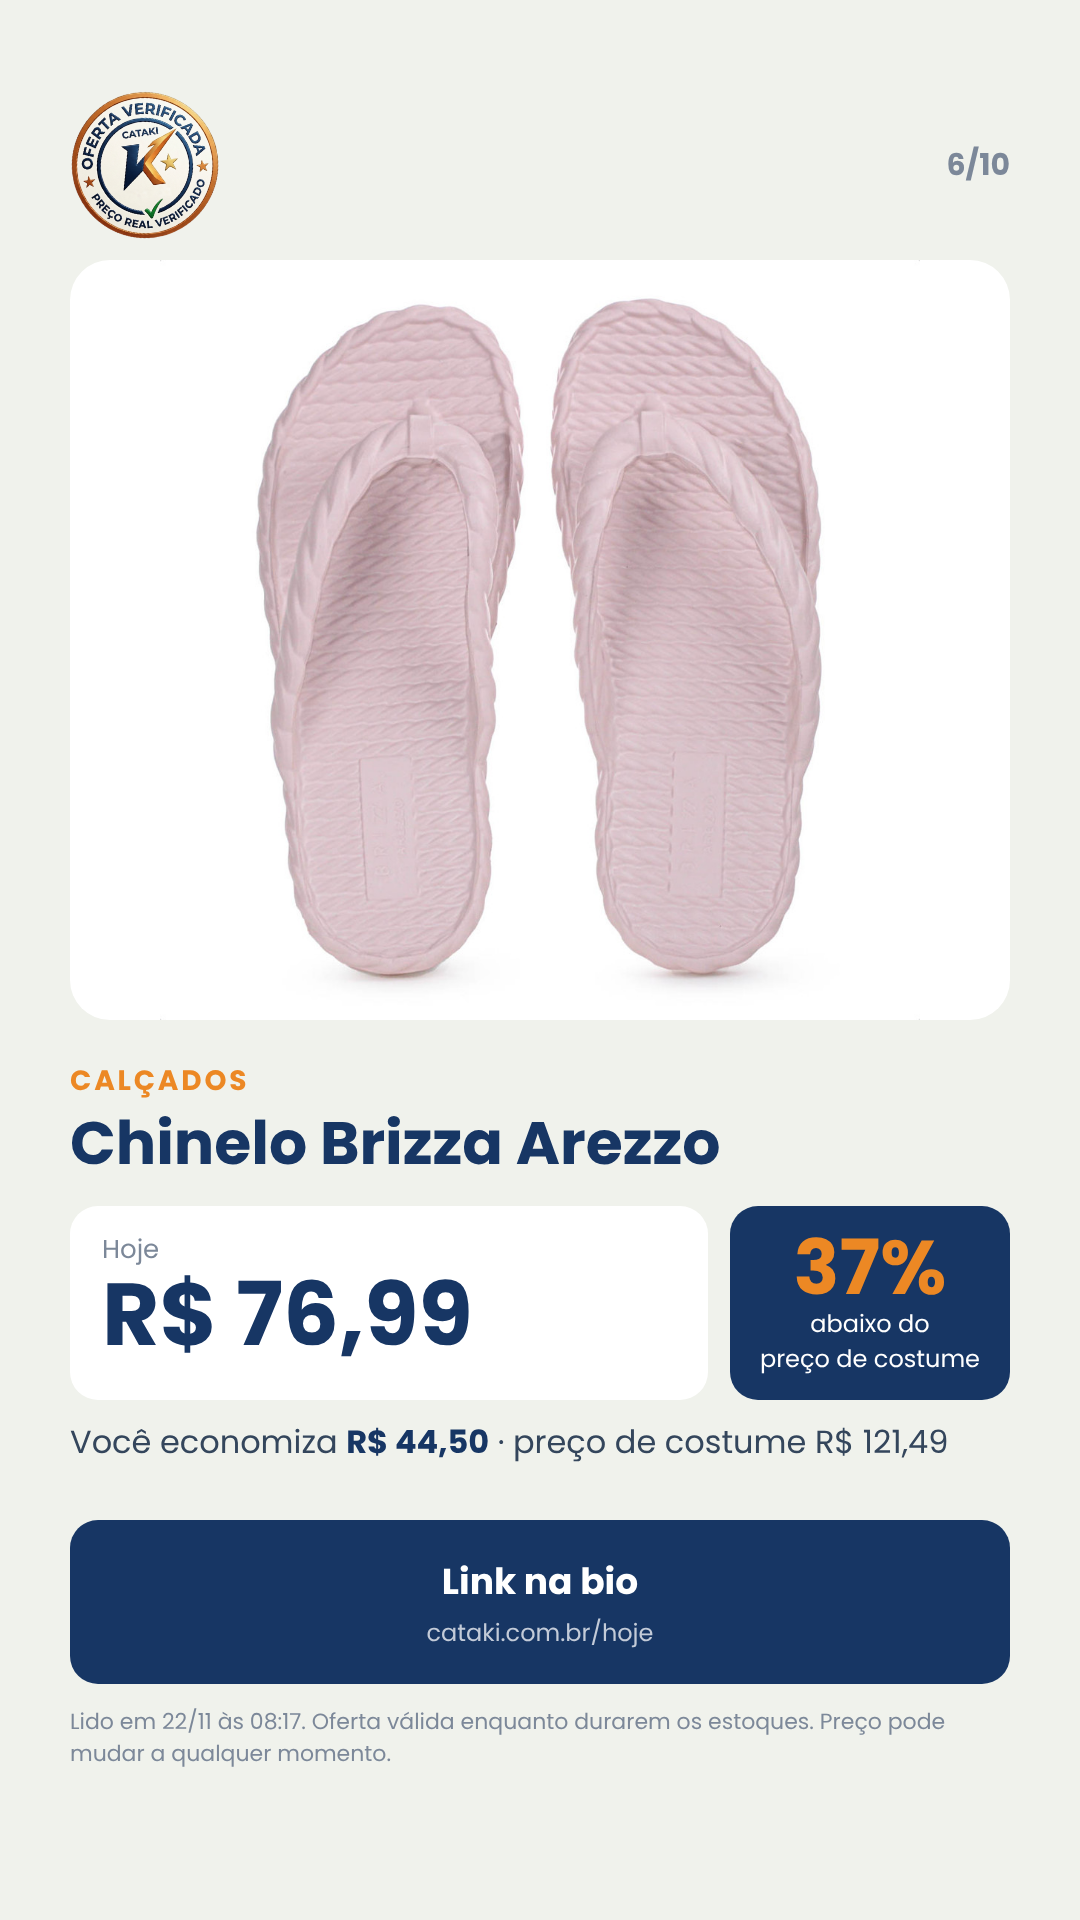 OFERTA VERIFICADA
CATAKI
PREÇO REAL VERIFICADO
6/10
CALÇADOS
Chinelo Brizza Arezzo
Hoje
R$ 76,99
37%
abaixo do
preço de costume
Você economiza R$ 44,50 · preço de costume R$ 121,49
Link na bio
cataki.com.br/hoje
Lido em 22/11 às 08:17. Oferta válida enquanto durarem os estoques. Preço pode
mudar a qualquer momento.